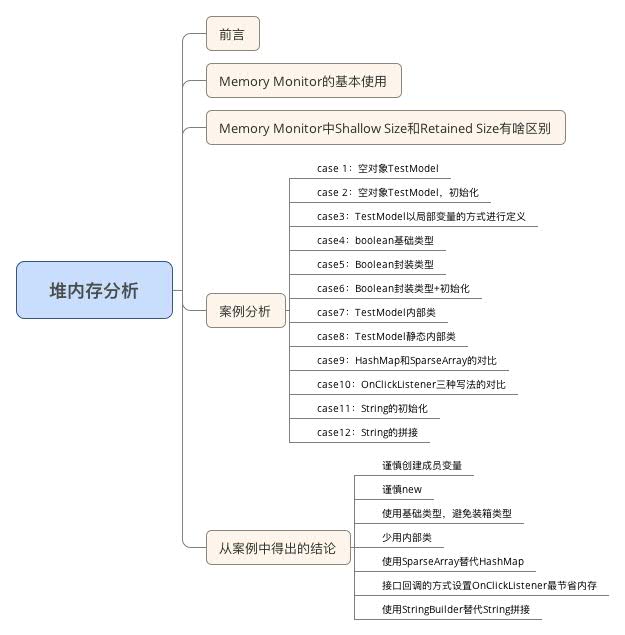 前言
Memory Monitor的基本使用
Memory Monitor中Shallow Size和Retained Size有啥区别
堆内存分析
案例分析
case 1：空对象TestModel
case 2：空对象TestModel，初始化
case3：TestModel以局部变量的方式进行定义
case4：boolean基础类型
case5：Boolean封装类型
case6：Boolean封装类型+初始化
case7：TestModel内部类
case8：TestModel静态内部类
case9：HashMap和SparseArray的对比
case10：OnClickListener三种写法的对比
case11：String的初始化
case12：String的拼接
从案例中得出的结论
谨慎创建成员变量
谨慎new
使用基础类型，避免装箱类型
少用内部类
使用SparseArray替代HashMap
接口回调的方式设置OnClickListener最节省内存
使用StringBuilder替代String拼接